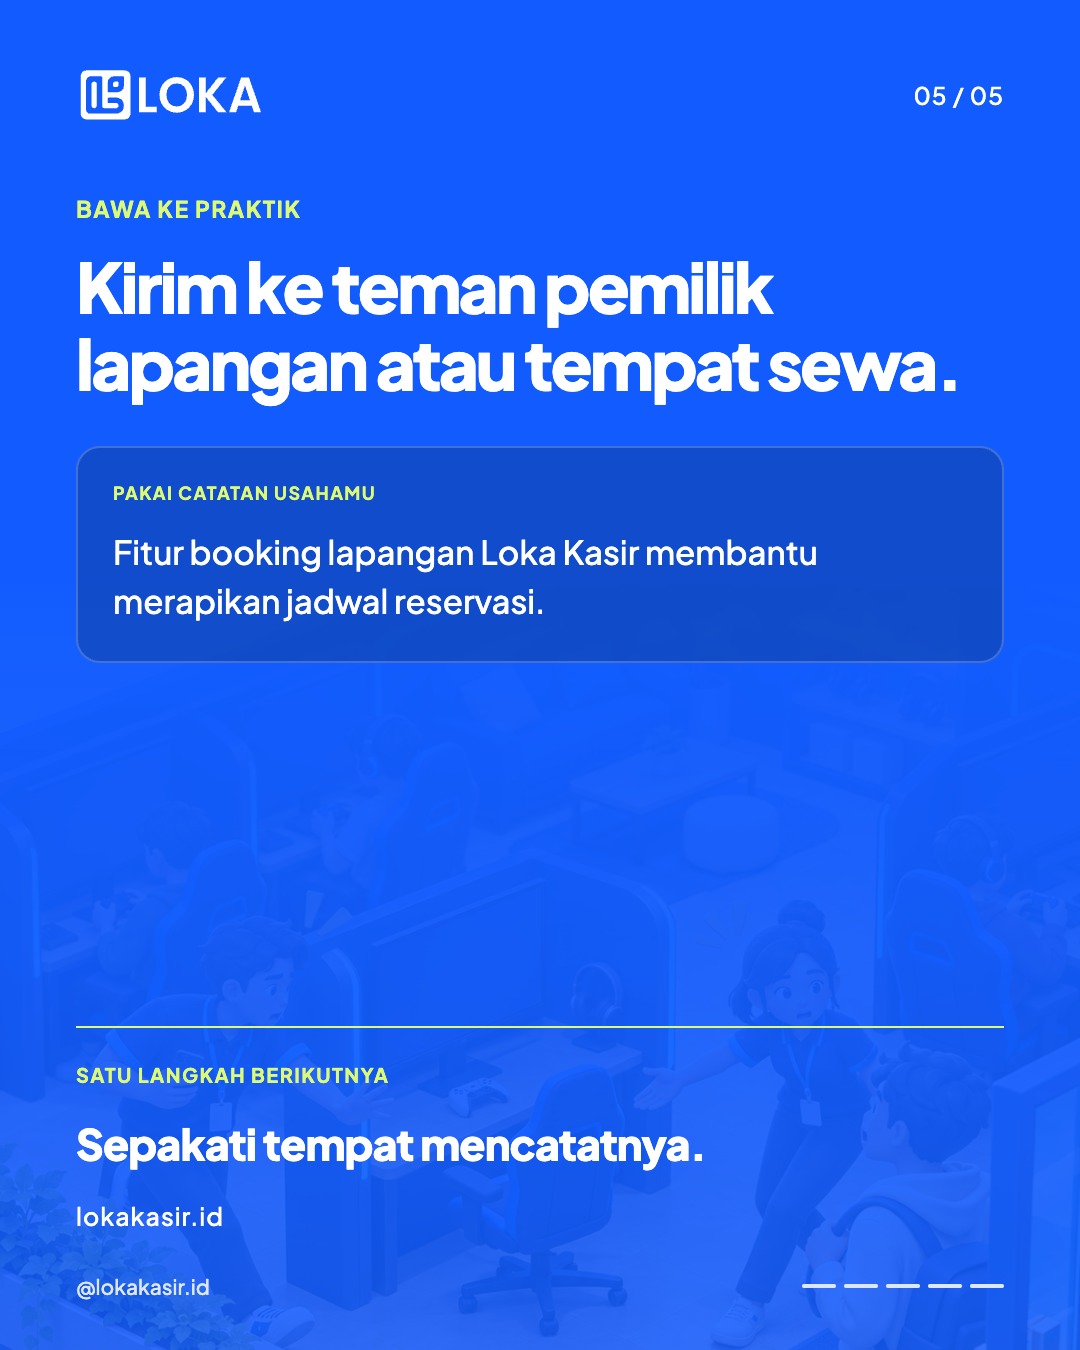 LOKA
05 / 05
BAWA KE PRAKTIK
Kirim ke teman pemilik
lapangan atau tempat sewa.
PAKAI CATATAN USAHAMU
Fitur booking lapangan Loka Kasir membantu
merapikan jadwal reservasi.
SATU LANGKAH BERIKUTNYA
Sepakati tempat mencatatnya.
lokakasir.id
@lokakasir.id